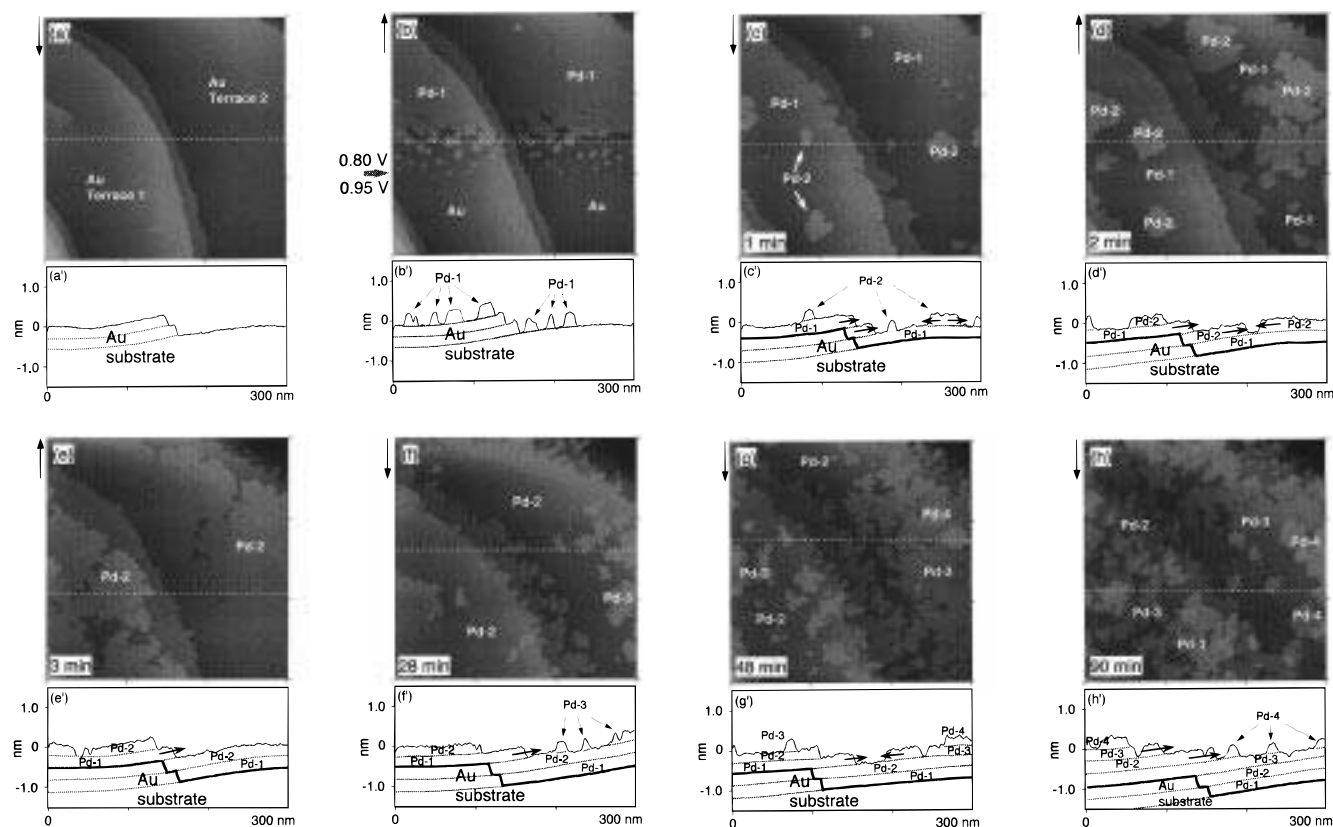 (a)
Au
Terrace 2
Au
Terrace 1
(b)
Pd-1
Pd-1
0.80 V
0.95 V
Au
Au
(c)
Pd-1
Pd-1
Pd-2
Pd-2
1 min
(d)
Pd-2
Pd-1
Pd-2
Pd-2
Pd-2
Pd-1
Pd-2
Pd-1
2 min
(a')
1.0
0
-1.0
nm
Au
substrate
0
300 nm
(b')
Pd-1
Pd-1
1.0
0
-1.0
nm
Au
substrate
0
300 nm
(c')
Pd-2
1.0
0
-1.0
nm
Pd-1
Pd-1
Au
substrate
0
300 nm
(d')
1.0
0
-1.0
nm
Pd-2
Pd-2
Pd-2
Pd-1
Pd-1
Au
substrate
0
300 nm
(e)
Pd-2
Pd-2
3 min
(f)
Pd-2
Pd-3
Pd-2
28 min
(g)
Pd-2
Pd-4
Pd-3
Pd-3
Pd-2
48 min
(h)
Pd-2
Pd-3
Pd-4
Pd-3
Pd-4
Pd-3
90 min
(e')
1.0
0
-1.0
nm
Pd-2
Pd-2
Pd-1
Pd-1
Au
substrate
0
300 nm
(f')
Pd-3
1.0
0
-1.0
nm
Pd-2
Pd-2
Pd-1
Pd-1
Au
substrate
0
300 nm
(g')
1.0
0
-1.0
nm
Pd-3
Pd-4
Pd-2
Pd-3
Pd-2
Pd-1
Pd-1
Au
substrate
0
300 nm
(h')
Pd-4
1.0
0
-1.0
nm
Pd-4
Pd-3
Pd-3
Pd-2
Pd-2
Pd-1
Au
substrate
0
300 nm